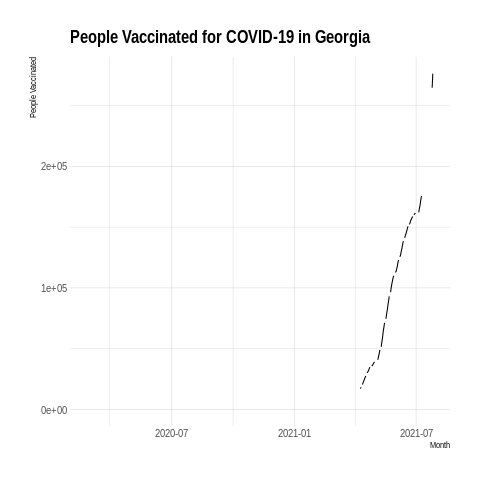 People Vaccinated for COVID-19 in Georgia
People Vaccinated
2e+05
1e+05
0e+00
2020-07
2021-01
2021-07
Month